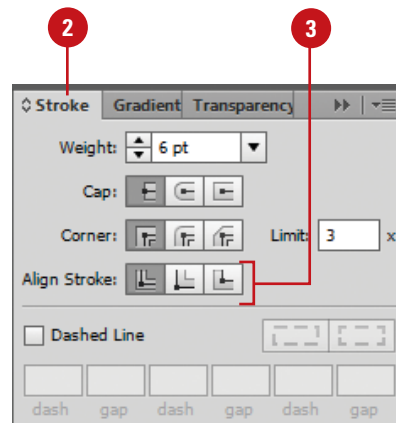 2 3
Stroke Gradient Transparency
Weight: 6 pt
Cap:
Corner: Limit: 3 x
Align Stroke:
Dashed Line
dash gap dash gap dash gap